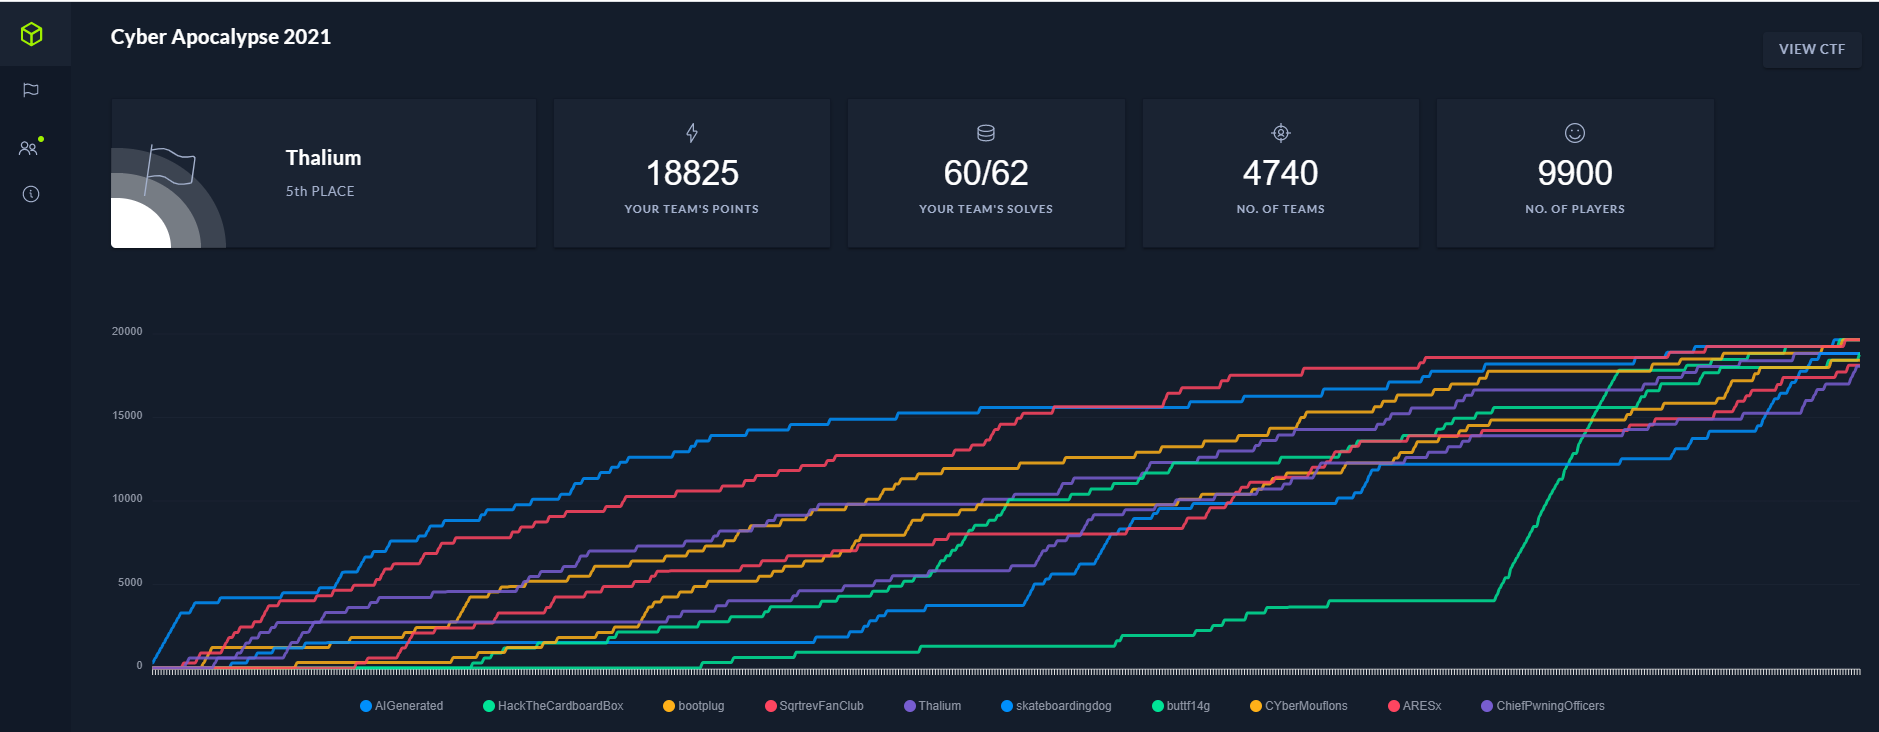 Cyber Apocalypse 2021
VIEW CTF
Thalium
5th PLACE
18825
YOUR TEAM'S POINTS
60/62
YOUR TEAM'S SOLVES
4740
NO. OF TEAMS
9900
NO. OF PLAYERS
20000
15000
10000
5000
0
AIGenerated HackTheCardboardBox bootplug SqrtrevFanClub Thalium skateboardingdog buttf14g CYberMouflons ARESx ChiefPwningOfficers